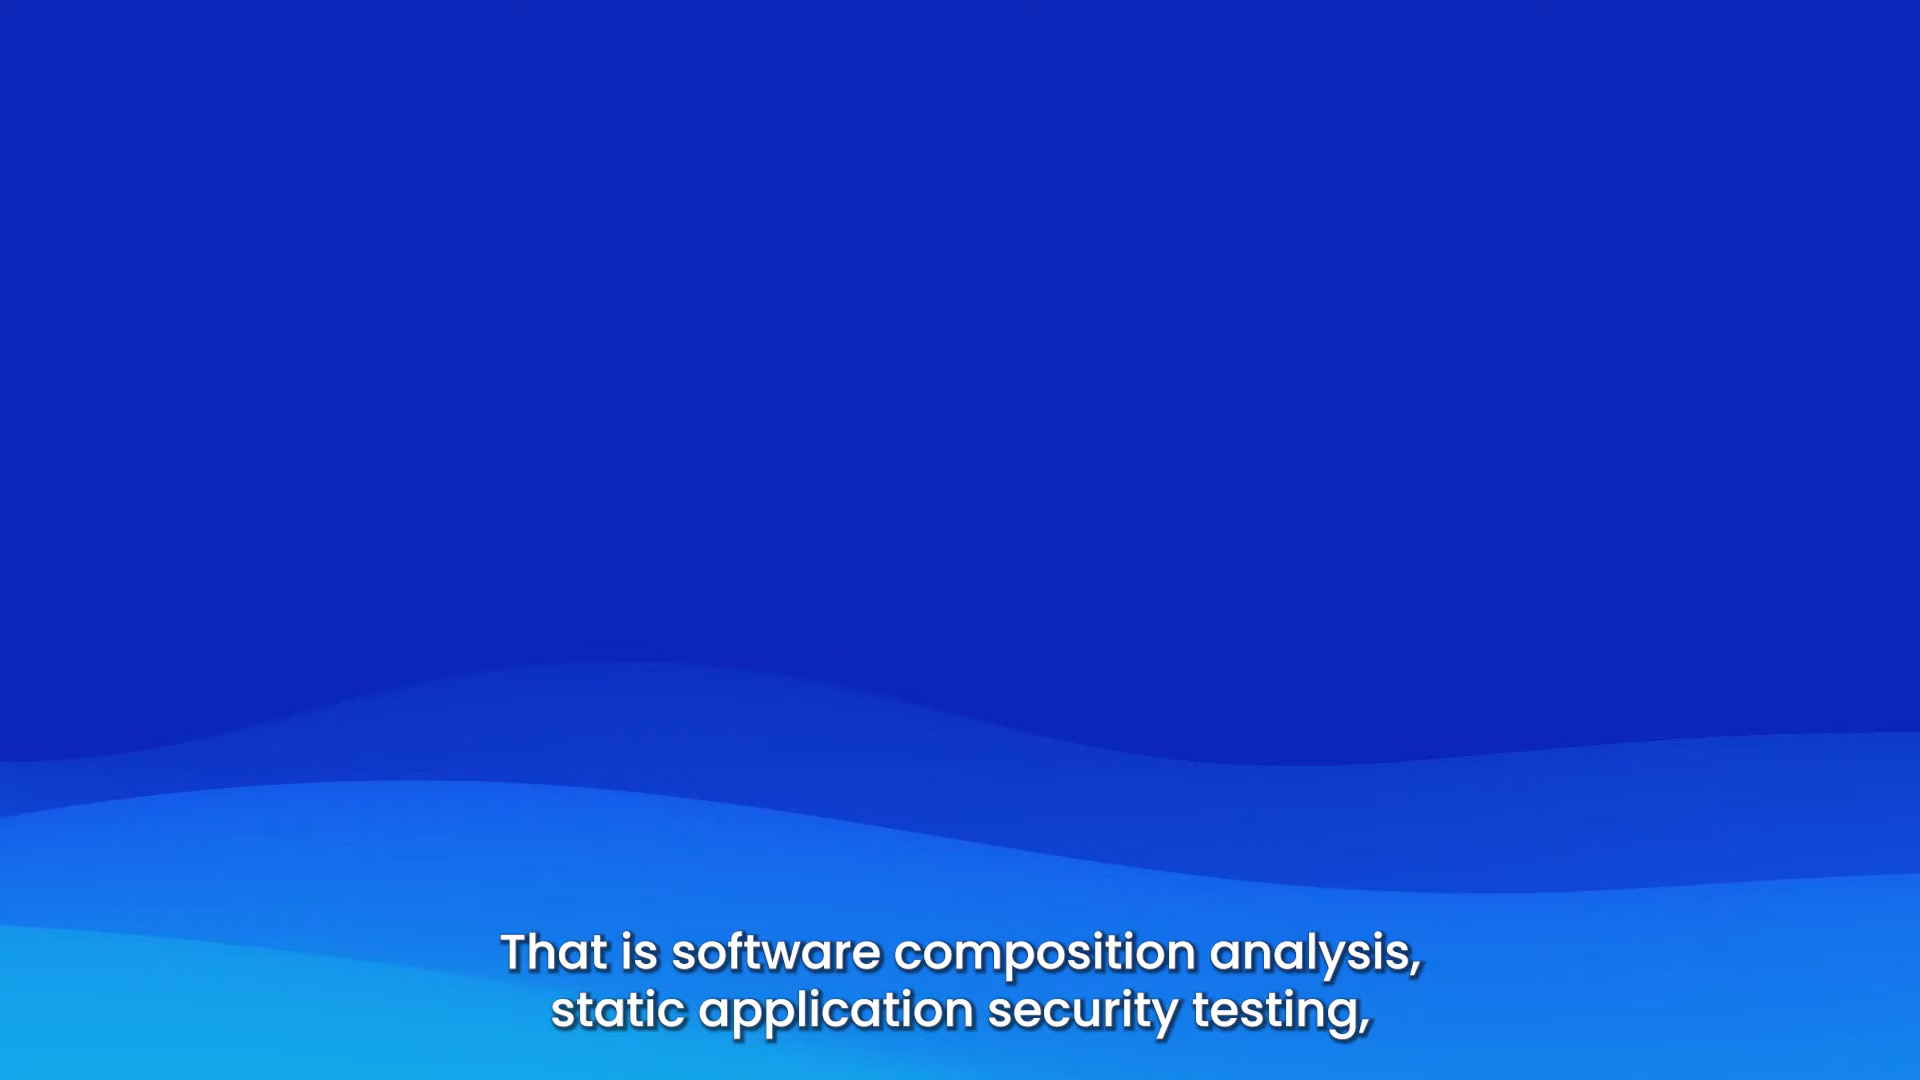 That is software composition analysis,
static application security testing,